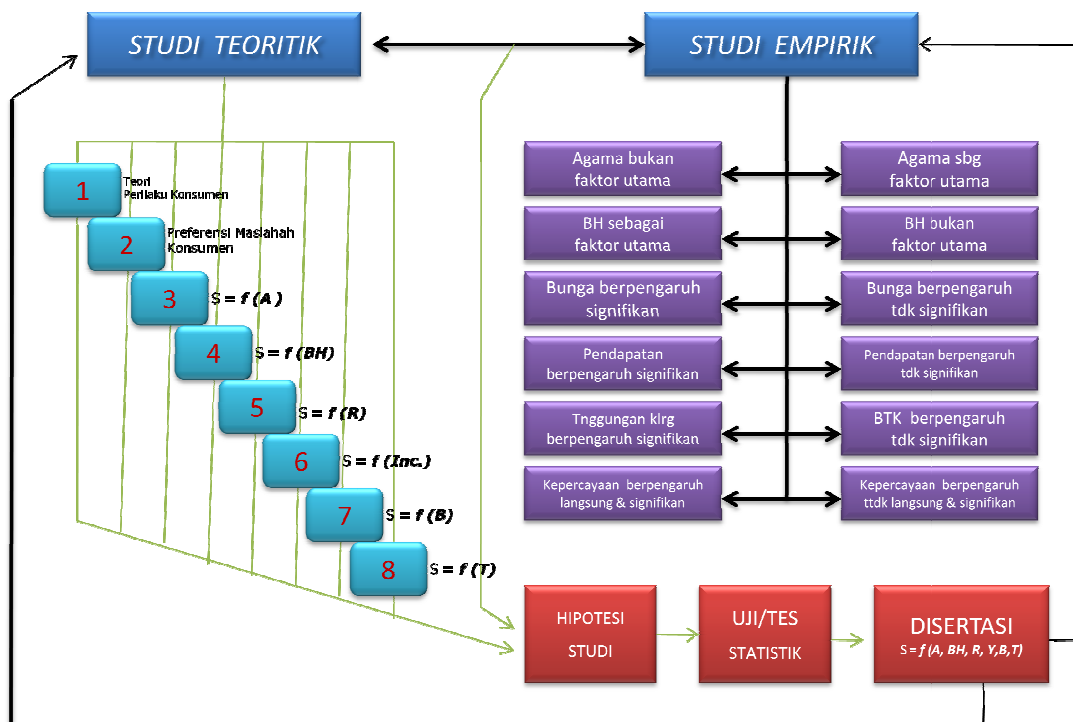 STUDI TEORITIK
STUDI EMPIRIK
1
Teori
Perilaku Konsumen
2
Preferensi Maslahah
Konsumen
3
S = f (A )
4
S = f (BH)
5
S = f (R)
6
S = f (Inc.)
7
S = f (B)
8
S = f (T)
Agama bukan
faktor utama
Agama sbg
faktor utama
BH sebagai
faktor utama
BH bukan
faktor utama
Bunga berpengaruh
signifikan
Bunga berpengaruh
tdk signifikan
Pendapatan
berpengaruh signifikan
Pendapatan berpengaruh
tdk signifikan
Tnggungan klrg
berpengaruh signifikan
BTK berpengaruh
tdk signifikan
Kepercayaan berpengaruh
langsung & signifikan
Kepercayaan berpengaruh
ttdk langsung & signifikan
HIPOTESI
STUDI
UJI/TES
STATISTIK
DISERTASI
S = f (A, BH, R, Y,B,T)